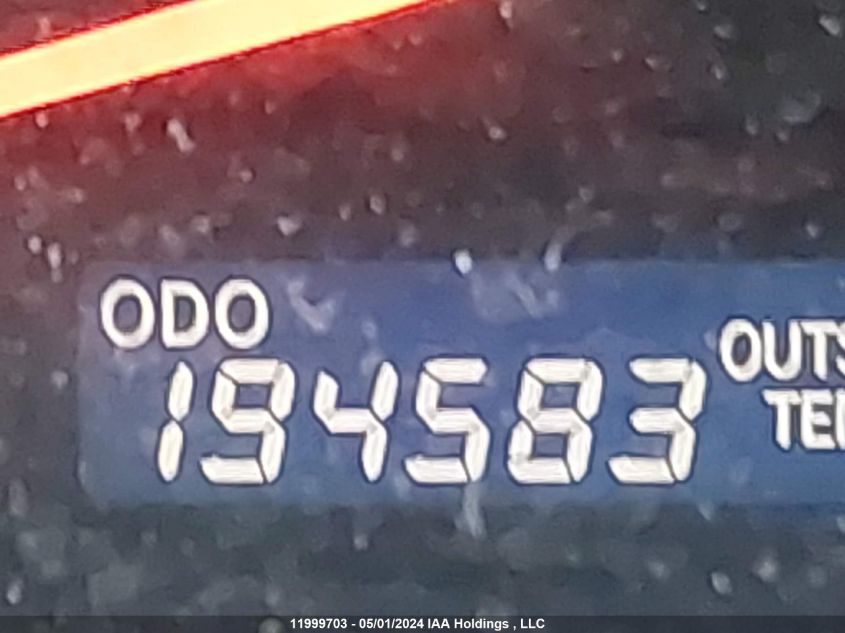 ODO
194583
OUTS
TE
11999703 - 05/01/2024 IAA Holdings , LLC